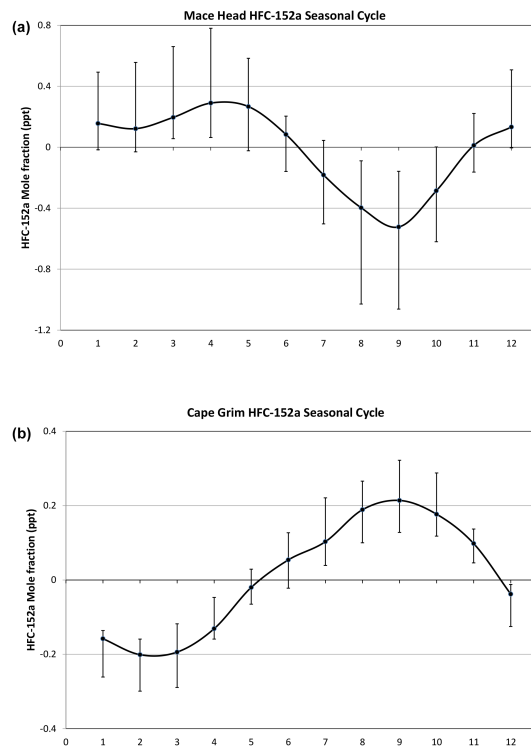 Mace Head HFC-152a Seasonal Cycle
(a)
HFC-152a Mole fraction (ppt)
0.8
0.4
0
-0.4
-0.8
-1.2
0 1 2 3 4 5 6 7 8 9 10 11 12
Cape Grim HFC-152a Seasonal Cycle
(b)
HFC-152a Mole fraction (ppt)
0.4
0.2
0
-0.2
-0.4
0 1 2 3 4 5 6 7 8 9 10 11 12